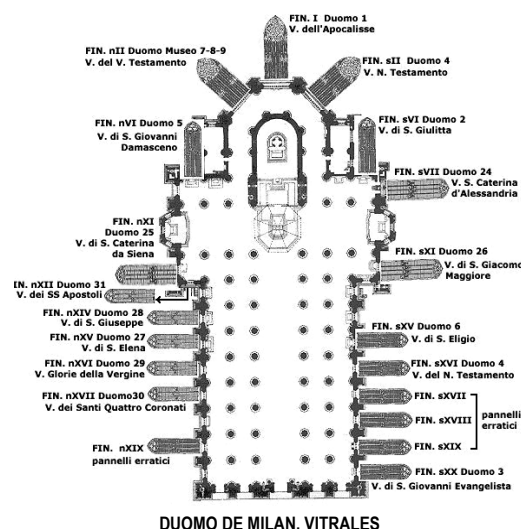 FIN. I Duomo 1
V. dell'Apocalisse
FIN. nII Duomo Museo 7-8-9
V. del V. Testamento
FIN. sII Duomo 4
V. N. Testamento
FIN. nVI Duomo 5
V. di S. Giovanni
Damasceno
FIN. sVI Duomo 2
V. di S. Giulitta
FIN. sVII Duomo 24
V. S. Caterina
d'Alessandria
FIN. nXI
Duomo 25
V. di S. Caterina
da Siena
FIN. sXI Duomo 26
V. di S. Giacomo
Maggiore
IN. nXII Duomo 31
V. dei SS Apostoli
FIN. nXIV Duomo 28
V. di S. Giuseppe
FIN. nXV Duomo 27
V. di S. Elena
FIN. nXVI Duomo 29
V. Glorie della Vergine
FIN. nXVII Duomo30
V. dei Santi Quattro Coronati
FIN. nXIX
pannelli erratici
FIN. sXV Duomo 6
V. di S. Eligio
FIN. sXVI Duomo 4
V. del N. Testamento
FIN. sXVII
FIN. sXVIII
FIN. sXIX
pannelli
erratici
FIN. sXX Duomo 3
V. di S. Giovanni Evangelista
DUOMO DE MILAN. VITRALES